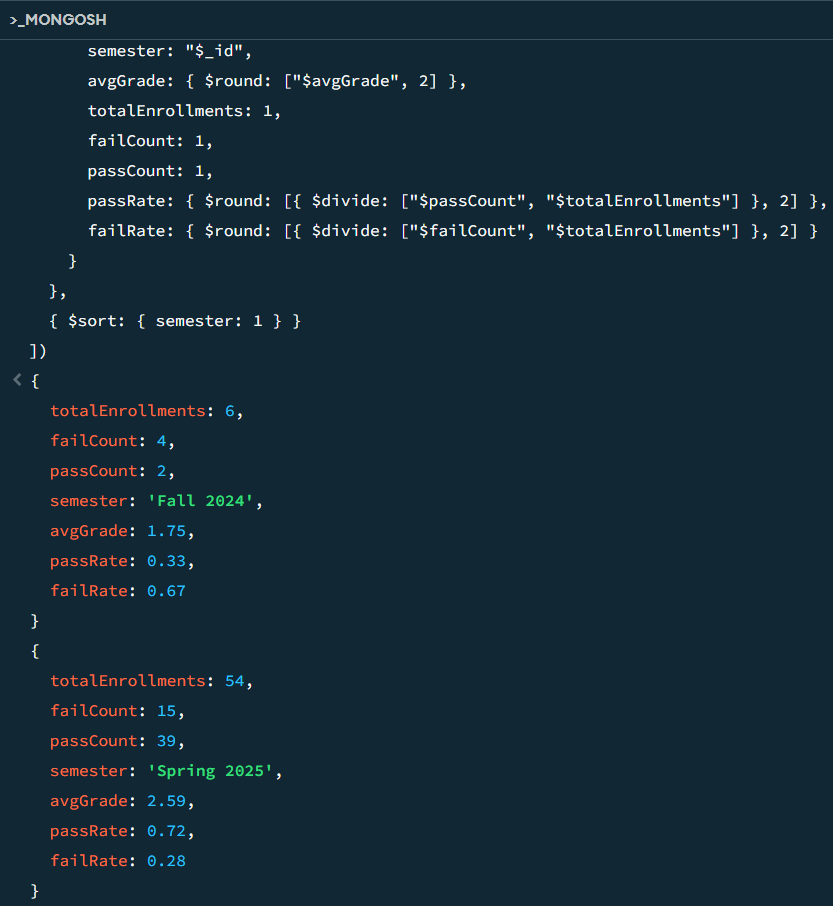 >_MONGOSH
semester: "$_id",
avgGrade: { $round: ["$avgGrade", 2] },
totalEnrollments: 1,
failCount: 1,
passCount: 1,
passRate: { $round: [{ $divide: ["$passCount", "$totalEnrollments"] }, 2] },
failRate: { $round: [{ $divide: ["$failCount", "$totalEnrollments"] }, 2] }
}
},
{ $sort: { semester: 1 } }
])
< {
totalEnrollments: 6,
failCount: 4,
passCount: 2,
semester: 'Fall 2024',
avgGrade: 1.75,
passRate: 0.33,
failRate: 0.67
}
{
totalEnrollments: 54,
failCount: 15,
passCount: 39,
semester: 'Spring 2025',
avgGrade: 2.59,
passRate: 0.72,
failRate: 0.28
}